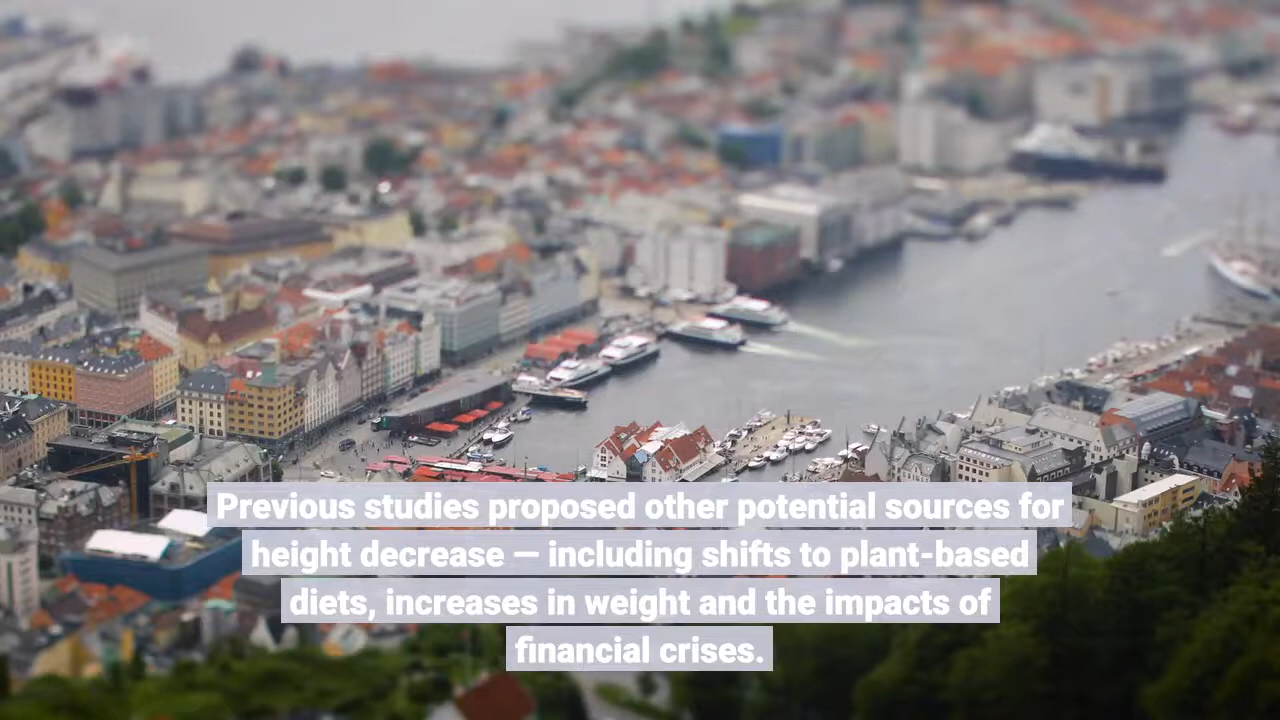 Previous studies proposed other potential sources for
height decrease — including shifts to plant-based
diets, increases in weight and the impacts of
financial crises.